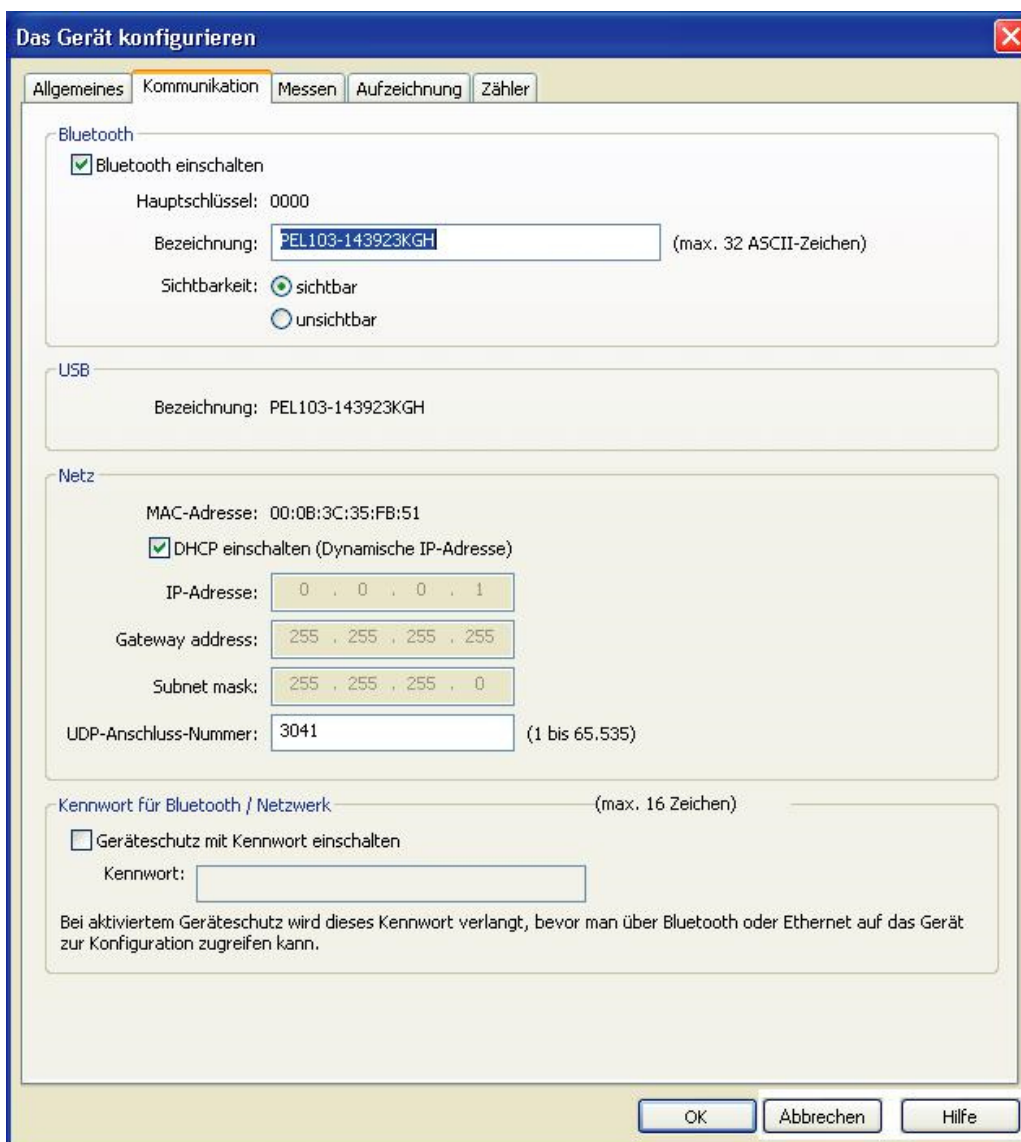 Das Gerät konfigurieren
Allgemeines Kommunikation Messen Aufzeichnung Zähler
Bluetooth
Bluetooth einschalten
Hauptschlüssel: 0000
Bezeichnung: PEL103-143923KGH (max. 32 ASCII-Zeichen)
Sichtbarkeit: sichtbar
unsichtbar
USB
Bezeichnung: PEL103-143923KGH
Netz
MAC-Adresse: 00:0B:3C:35:FB:51
DHCP einschalten (Dynamische IP-Adresse)
IP-Adresse: 0 . 0 . 0 . 1
Gateway address: 255 . 255 . 255 . 255
Subnet mask: 255 . 255 . 255 . 0
UDP-Anschluss-Nummer: 3041 (1 bis 65.535)
Kennwort für Bluetooth / Netzwerk (max. 16 Zeichen)
Geräteschutz mit Kennwort einschalten
Kennwort:
Bei aktiviertem Geräteschutz wird dieses Kennwort verlangt, bevor man über Bluetooth oder Ethernet auf das Gerät
zur Konfiguration zugreifen kann.
OK Abbrechen Hilfe